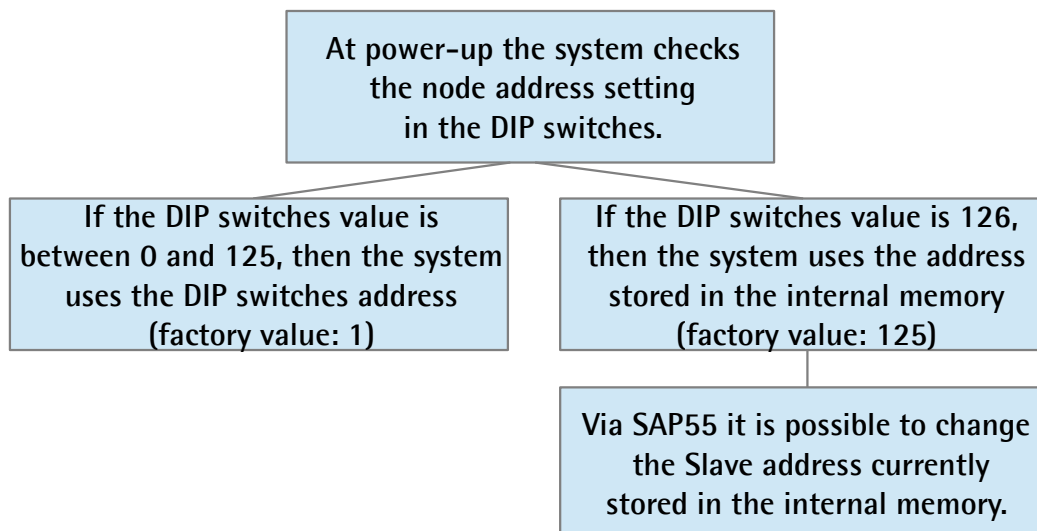 At power-up the system checks
the node address setting
in the DIP switches.
If the DIP switches value is
between 0 and 125, then the system
uses the DIP switches address
(factory value: 1)
If the DIP switches value is 126,
then the system uses the address
stored in the internal memory
(factory value: 125)
Via SAP55 it is possible to change
the Slave address currently
stored in the internal memory.